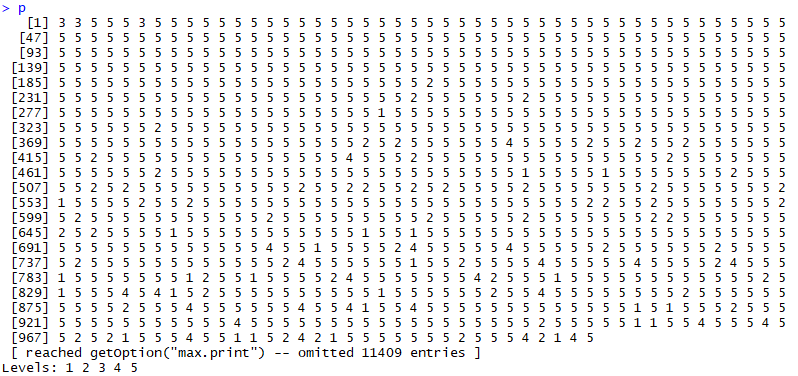 > p
[1] 3 3 5 5 5 3 5 5 5 5 5 5 5 5 5 5 5 5 5 5 5 5 5 5 5 5 5 5 5 5 5 5 5 5 5 5 5 5 5 5 5 5 5 5 5 5
[47] 5 5 5 5 5 5 5 5 5 5 5 5 5 5 5 5 5 5 5 5 5 5 5 5 5 5 5 5 5 5 5 5 5 5 5 5 5 5 5 5 5 5 5 5 5 5
[93] 5 5 5 5 5 5 5 5 5 5 5 5 5 5 5 5 5 5 5 5 5 5 5 5 5 5 5 5 5 5 5 5 5 5 5 5 5 5 5 5 5 5 5 5 5 5
[139] 5 5 5 5 5 5 5 5 5 5 5 5 5 5 5 5 5 5 5 5 5 5 5 5 5 5 5 5 5 5 5 5 5 5 5 5 5 5 5 5 5 5 5 5 5 5
[185] 5 5 5 5 5 5 5 5 5 5 5 5 5 5 5 5 5 5 5 5 5 5 5 2 5 5 5 5 5 5 5 5 5 5 5 5 5 5 5 5 5 5 5 5 5 5
[231] 5 5 5 5 5 5 5 5 5 5 5 5 5 5 5 5 5 5 5 5 5 5 2 5 5 5 5 5 5 2 5 5 5 5 5 5 5 5 5 5 5 5 5 5 5 5
[277] 5 5 5 5 5 5 5 5 5 5 5 5 5 5 5 5 5 5 5 5 1 5 5 5 5 5 5 5 5 5 5 5 5 5 5 5 5 5 5 5 5 5 5 5 5 5
[323] 5 5 5 5 5 5 2 5 5 5 5 5 5 5 5 5 5 5 5 5 5 5 5 5 5 5 5 5 5 5 5 5 5 5 5 5 5 5 5 5 5 5 5 5 5 5
[369] 5 5 5 5 5 5 5 5 5 5 5 5 5 5 5 5 5 5 5 2 5 2 5 5 5 5 5 5 4 5 5 5 5 2 5 5 2 5 5 2 5 5 5 5 5 5
[415] 5 5 2 5 5 5 5 5 5 5 5 5 5 5 5 5 5 5 4 5 5 5 2 5 5 5 5 5 5 5 5 5 5 5 5 5 5 5 2 5 5 5 5 5 5 5
[461] 5 5 5 5 5 5 2 5 5 5 5 5 5 5 5 5 5 5 5 5 5 5 5 5 5 5 5 5 5 1 5 5 5 5 1 5 5 5 5 5 5 5 2 5 5 5
[507] 5 5 2 5 2 5 5 5 5 5 5 5 5 5 5 2 5 5 2 5 2 5 2 5 2 5 5 5 5 2 5 5 5 5 5 5 5 2 5 5 5 5 2 5 5 2
[553] 1 5 5 5 5 2 5 5 2 5 5 5 5 5 5 5 5 5 5 5 5 5 5 5 5 5 5 5 5 5 5 5 5 2 2 5 5 2 5 5 5 5 5 5 5 2
[599] 5 2 5 5 5 5 5 5 5 5 5 5 5 2 5 5 5 5 5 5 5 5 5 2 5 5 5 5 5 2 5 5 5 5 5 5 5 2 2 5 5 5 5 5 5 5
[645] 2 5 2 5 5 5 5 1 5 5 5 5 5 5 5 5 5 5 5 1 5 5 1 5 5 5 5 5 5 5 5 5 5 5 5 5 5 5 5 5 5 5 5 5 5 5
[691] 5 5 5 5 5 5 5 5 5 5 5 5 5 4 5 5 1 5 5 5 5 2 4 5 5 5 5 5 4 5 5 5 5 5 2 5 5 5 5 5 5 2 5 5 5 5
[737] 5 2 5 5 5 5 5 5 5 5 5 5 5 5 2 4 5 5 5 5 5 5 1 5 5 2 5 5 5 5 4 5 5 5 5 5 4 5 5 5 5 2 4 5 5 5
[783] 1 5 5 5 5 5 5 5 1 2 5 5 1 5 5 5 5 2 4 5 5 5 5 5 5 5 4 2 5 5 5 1 5 5 5 5 5 5 5 5 5 5 5 5 2 5
[829] 1 5 5 5 4 5 4 1 5 2 5 5 5 5 5 5 5 5 5 5 1 5 5 5 5 5 5 2 5 5 4 5 5 5 5 5 5 5 5 2 5 5 5 5 5 5
[875] 5 5 5 5 2 5 5 5 4 5 5 5 5 5 5 4 5 5 4 1 5 5 4 5 5 5 5 5 5 5 5 5 5 5 5 5 1 5 1 5 5 5 2 5 5 5
[921] 5 5 5 5 5 5 5 5 5 5 5 4 5 5 5 5 5 5 5 5 5 5 5 5 5 5 5 5 5 5 2 5 5 5 5 5 1 1 5 5 4 5 5 5 4 5
[967] 5 2 5 2 1 5 5 5 4 5 5 1 1 5 2 4 2 1 5 5 5 5 5 5 5 2 5 5 5 4 2 1 4 5
[ reached getOption("max.print") -- omitted 11409 entries ]
Levels: 1 2 3 4 5